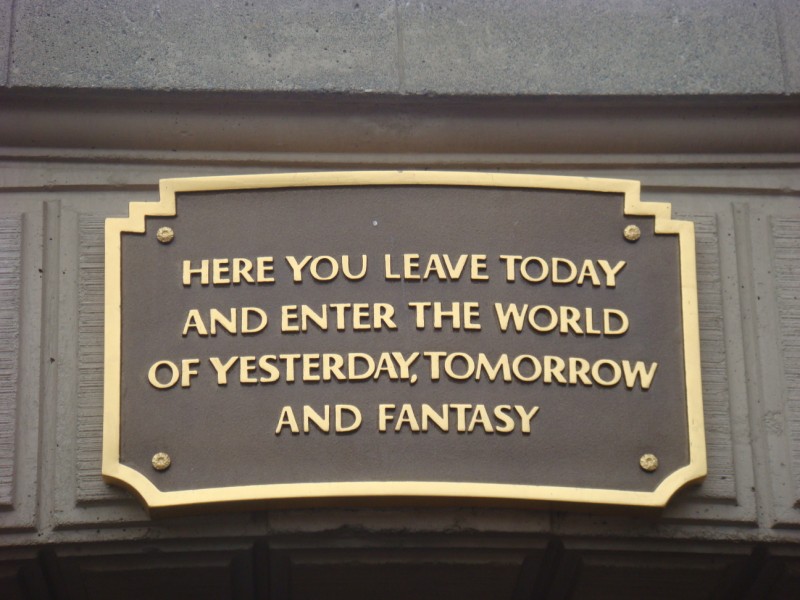 HERE YOU LEAVE TODAY
AND ENTER THE WORLD
OF YESTERDAY, TOMORROW
AND FANTASY